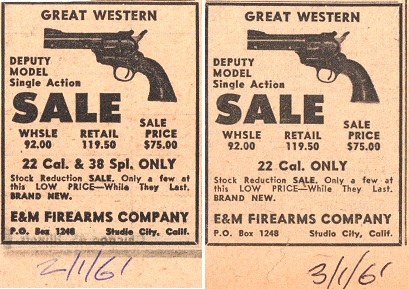 GREAT WESTERN
DEPUTY
MODEL
Single Action
SALE
WHSLE RETAIL SALE PRICE
92.00 119.50 $75.00
22 Cal. & 38 Spl. ONLY
Stock Reduction SALE. Only a few at
this LOW PRICE—While They Last.
BRAND NEW.
E&M FIREARMS COMPANY
P.O. Box 1248 Studio City, Calif.
2/1/61
GREAT WESTERN
DEPUTY
MODEL
Single Action
SALE
WHSLE RETAIL SALE PRICE
92.00 119.50 $75.00
22 Cal. ONLY
Stock Reduction SALE. Only a few at
this LOW PRICE—While They Last.
BRAND NEW.
E&M FIREARMS COMPANY
P.O. Box 1248 Studio City, Calif.
3/1/61